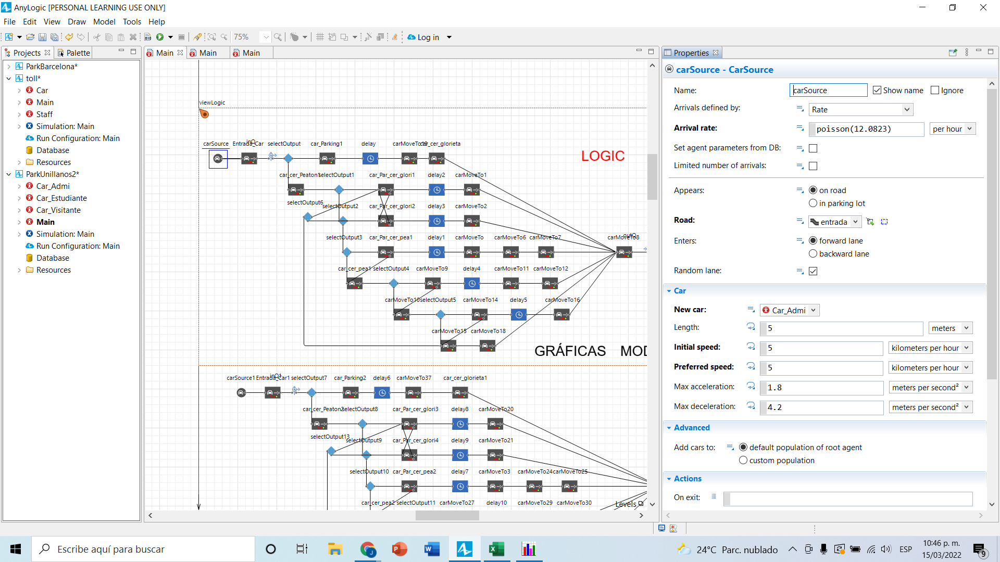 AnyLogic [PERSONAL LEARNING USE ONLY]
File Edit View Draw Model Tools Help
75% Log in
Projects Palette
ParkBarcelona*
toll*
Car
Main
Staff
Simulation: Main
Run Configuration: Main
Database
Resources
ParkUnillanos2*
Car_Admi
Car_Estudiante
Car_Visitante
Main
Simulation: Main
Run Configuration: Main
Database
Resources
Main Main Main
viewLogic
carSource Entrada_Car inQ selectOutput car_Parking1 delay carMoveTo19 car_cer_glorieta
LOGIC
car_cer_Peaton1 selectOutput1 car_Par_cer_glori1 delay2 carMoveTo1
selectOutput6 selectOutput2 car_Par_cer_glori2 delay3 carMoveTo2
selectOutput3 car_Par_cer_pea1 delay1 carMoveTo carMoveTo6 carMoveTo7 carMoveTo8 outQ
car_cer_pea1 selectOutput4 carMoveTo9 delay4 carMoveTo11 carMoveTo12
carMoveTo10 selectOutput5 carMoveTo14 delay5 carMoveTo16
carMoveTo15 carMoveTo18
GRÁFICAS MOD
carSource1 Entrada_Car1 inQ1 selectOutput7 car_Parking2 delay6 carMoveTo37 car_cer_glorieta1
car_cer_Peaton2 selectOutput8 car_Par_cer_glori3 delay8 carMoveTo20
selectOutput13 selectOutput9 car_Par_cer_glori4 delay9 carMoveTo21
selectOutput10 car_Par_cer_pea2 delay7 carMoveTo3 carMoveTo24 carMoveTo25
car_cer_pea2 selectOutput11 carMoveTo27 delay10 carMoveTo29 carMoveTo30
Levels
Properties
carSource - CarSource
Name: carSource Show name Ignore
Arrivals defined by: Rate
Arrival rate: poisson(12.0823) per hour
Set agent parameters from DB:
Limited number of arrivals:
Appears: on road
in parking lot
Road: entrada
Enters: forward lane
backward lane
Random lane:
Car
New car: Car_Admi
Length: 5 meters
Initial speed: 5 kilometers per hour
Preferred speed: 5 kilometers per hour
Max acceleration: 1.8 meters per second²
Max deceleration: 4.2 meters per second²
Advanced
Add cars to: default population of root agent
custom population
Actions
On exit:
Escribe aquí para buscar
24°C Parc. nublado
ESP
10:46 p. m.
15/03/2022
9